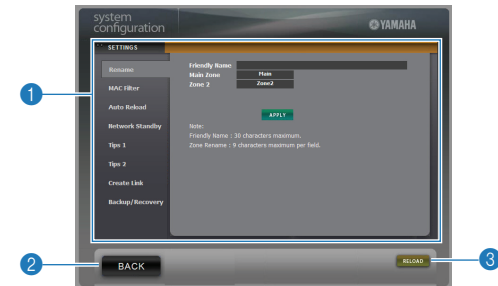 system
configuration
YAMAHA
SETTINGS
Rename
MAC Filter
Auto Reload
Network Standby
Tips 1
Tips 2
Create Link
Backup/Recovery
Friendly Name
Main Zone Main
Zone 2 Zone2
APPLY
Note:
Friendly Name : 30 characters maximum.
Zone Rename : 9 characters maximum per field.
1
2
BACK
RELOAD
3